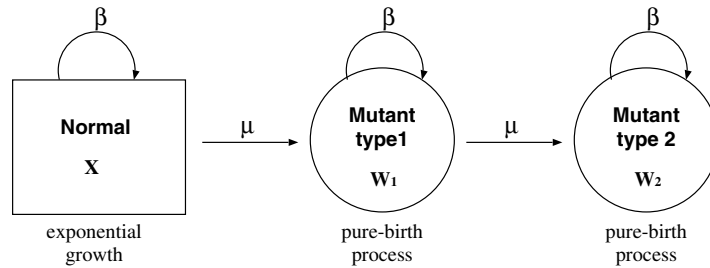 β
β
β
Normal
X
μ
Mutant
type1
W1
μ
Mutant
type 2
W2
exponential
growth
pure-birth
process
pure-birth
process